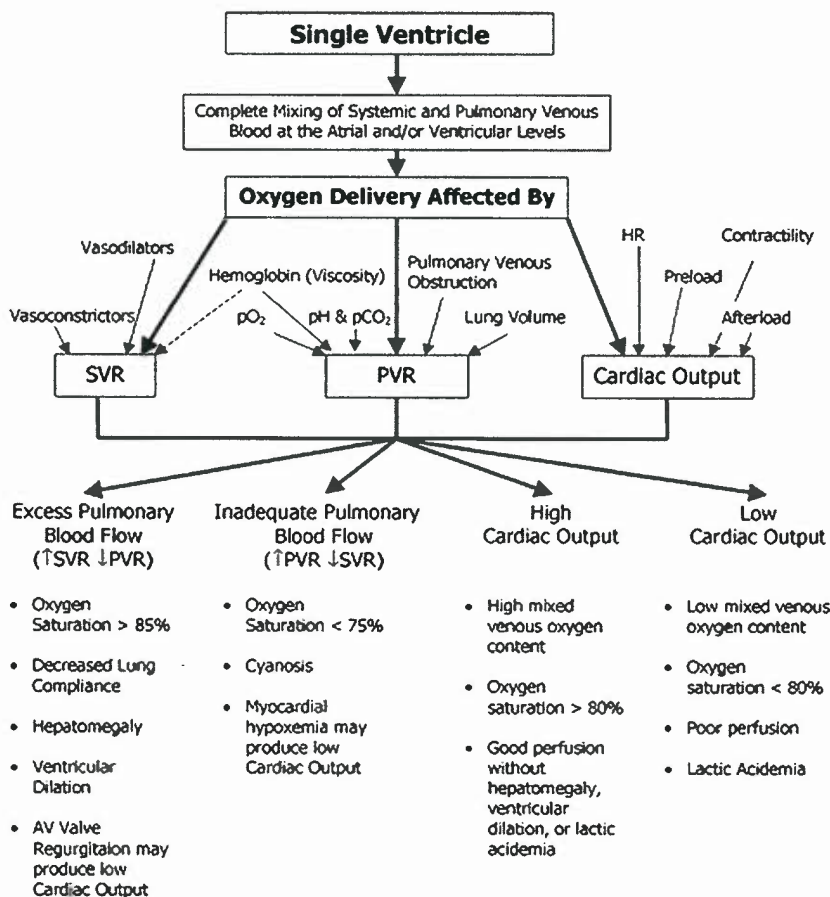 Single Ventricle
Complete Mixing of Systemic and Pulmonary Venous
Blood at the Atrial and/or Ventricular Levels
Oxygen Delivery Affected By
Vasodilators
Vasoconstrictors
Hemoglobin (Viscosity)
pO₂
pH & pCO₂
Pulmonary Venous
Obstruction
Lung Volume
HR
Preload
Contractility
Afterload
SVR
PVR
Cardiac Output
Excess Pulmonary
Blood Flow
(↑SVR ↓PVR)
• Oxygen
Saturation > 85%
• Decreased Lung
Compliance
• Hepatomegaly
• Ventricular
Dilation
• AV Valve
Regurgitaion may
produce low
Cardiac Output
Inadequate Pulmonary
Blood Flow
(↑PVR ↓SVR)
• Oxygen
Saturation < 75%
• Cyanosis
• Myocardial
hypoxemia may
produce low
Cardiac Output
High
Cardiac Output
• High mixed
venous oxygen
content
• Oxygen
saturation > 80%
• Good perfusion
without
hepatomegaly,
ventricular
dilation, or lactic
acidemia
Low
Cardiac Output
• Low mixed venous
oxygen content
• Oxygen
saturation < 80%
• Poor perfusion
• Lactic Acidemia